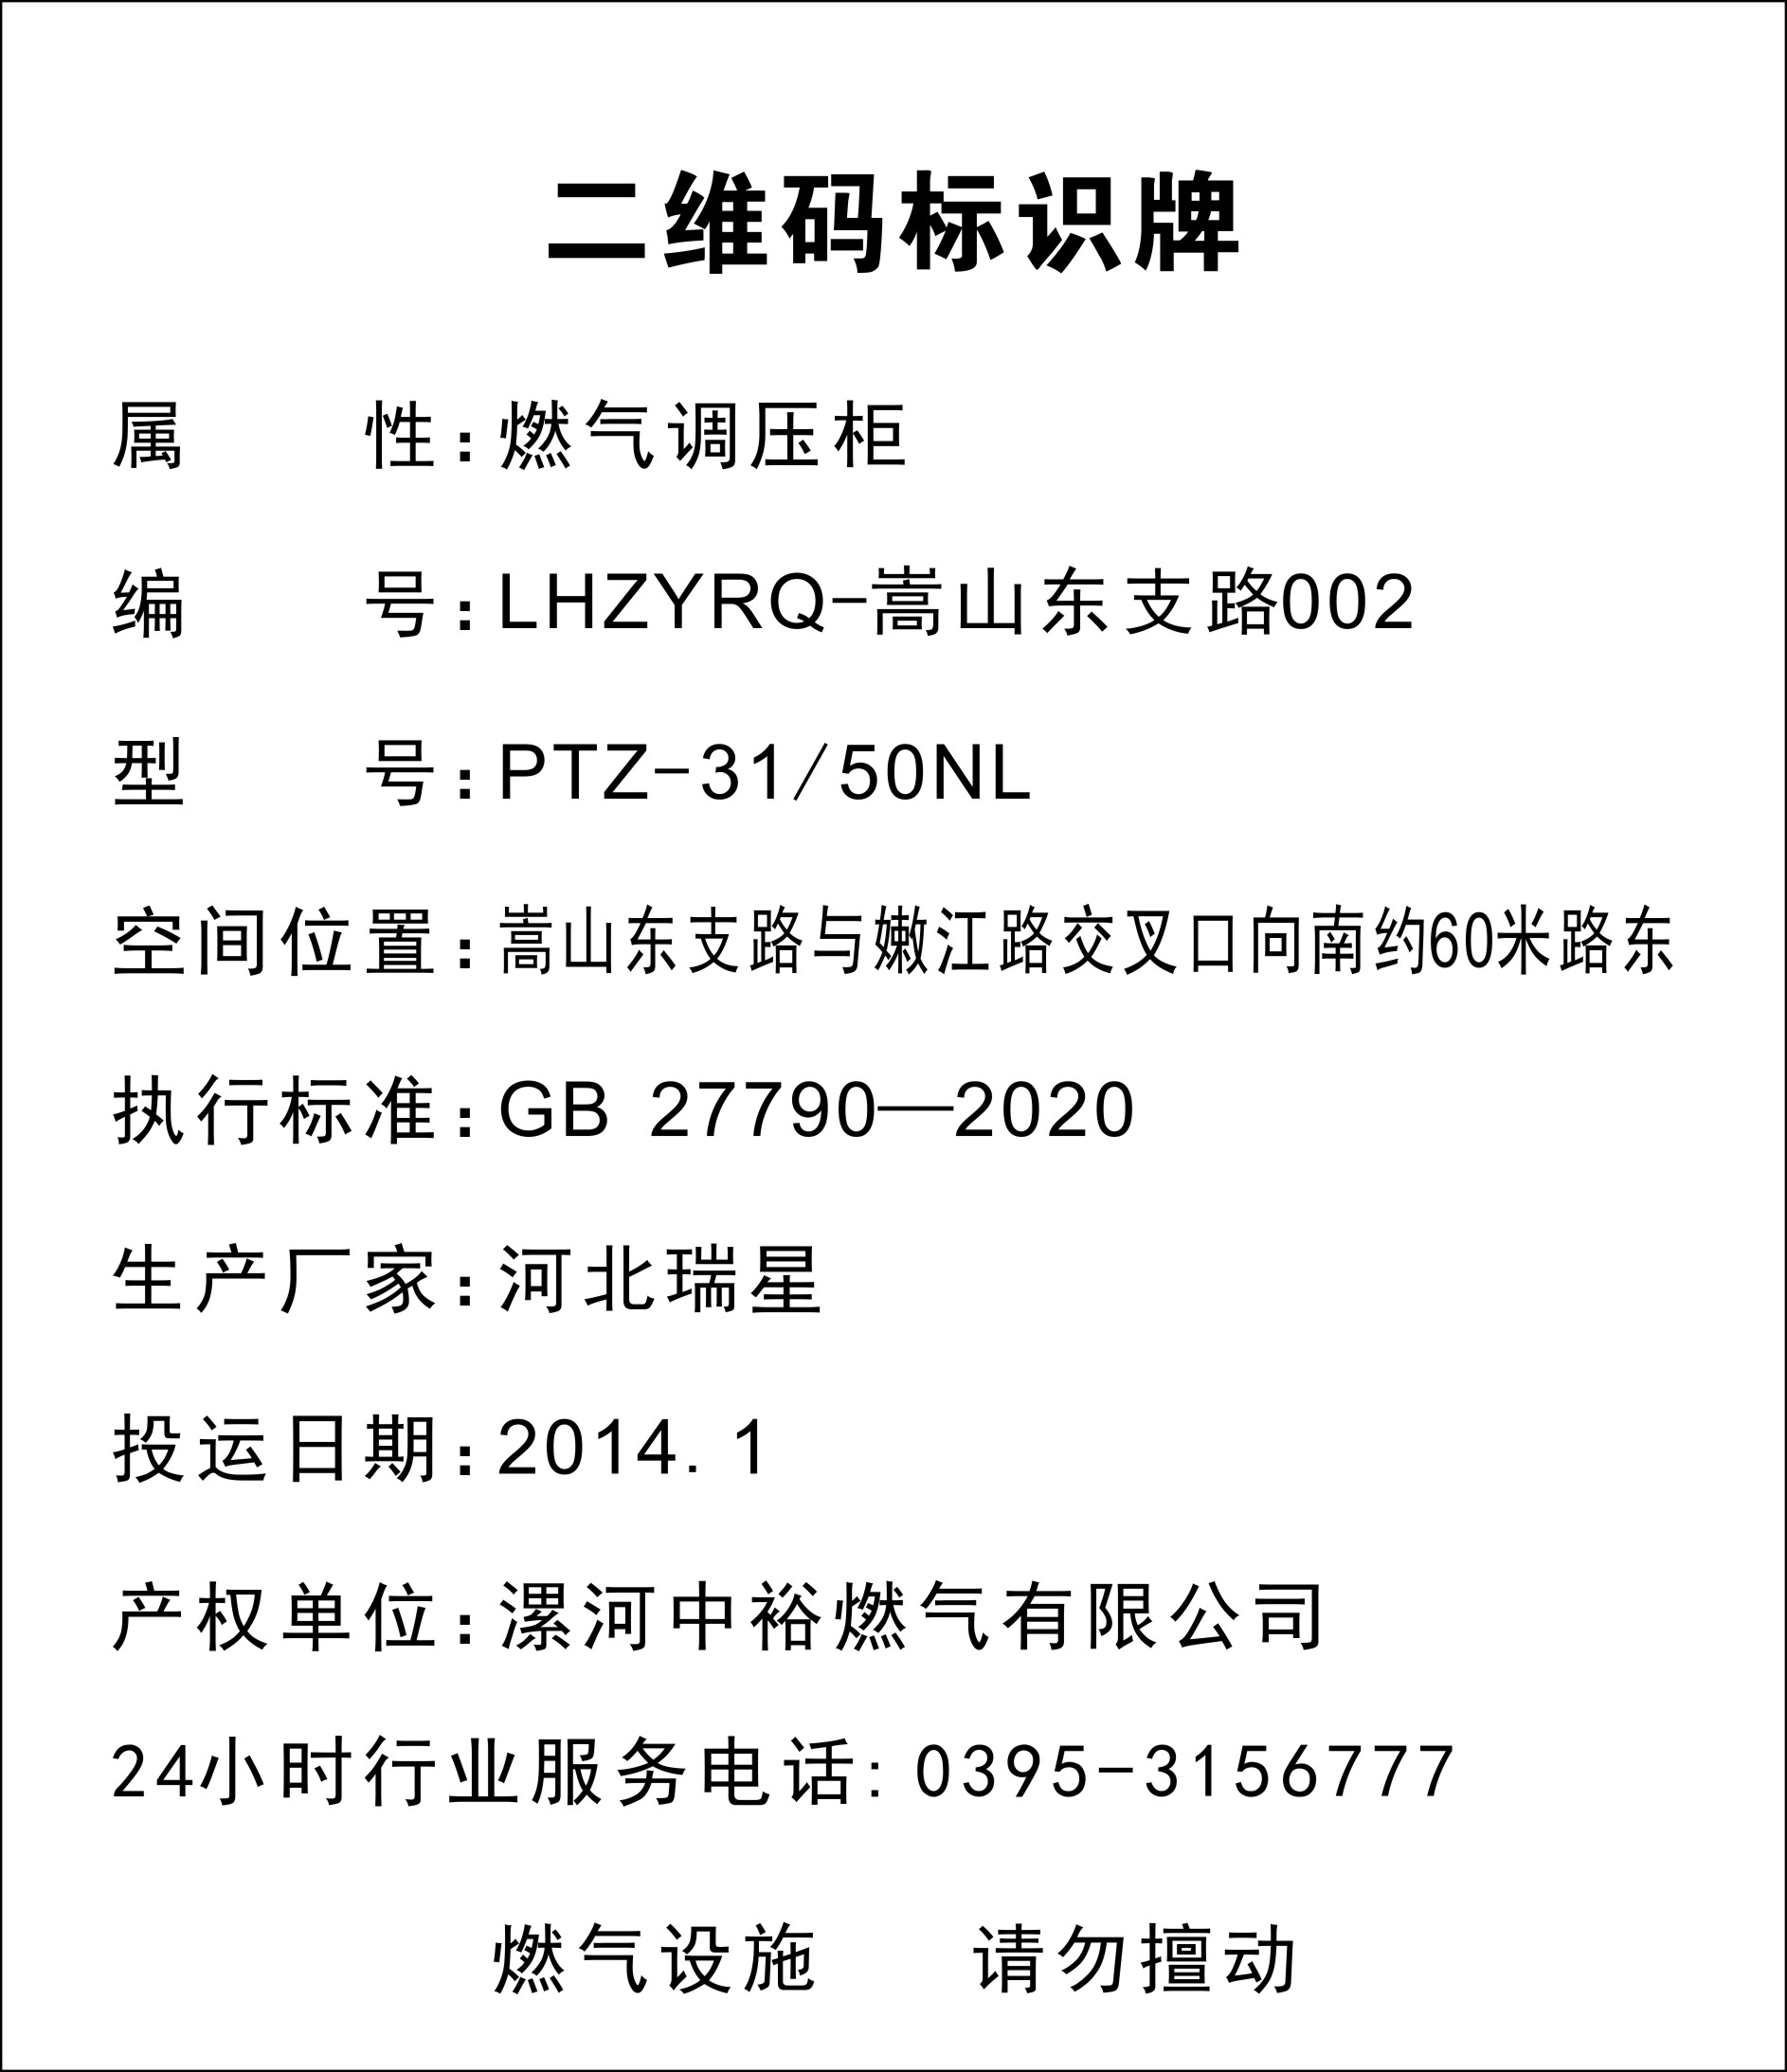 二维码标识牌
属性:燃气调压柜
编号:LHZYRQ-嵩山东支路002
型号:PTZ-31/50NL
空间位置:嵩山东支路与湘江路交叉口向南约60米路东
执行标准:GB 27790—2020
生产厂家:河北瑞星
投运日期:2014. 1
产权单位:漯河中裕燃气有限公司
24小时行业服务电话: 0395-3156777
燃气设施 请勿擅动